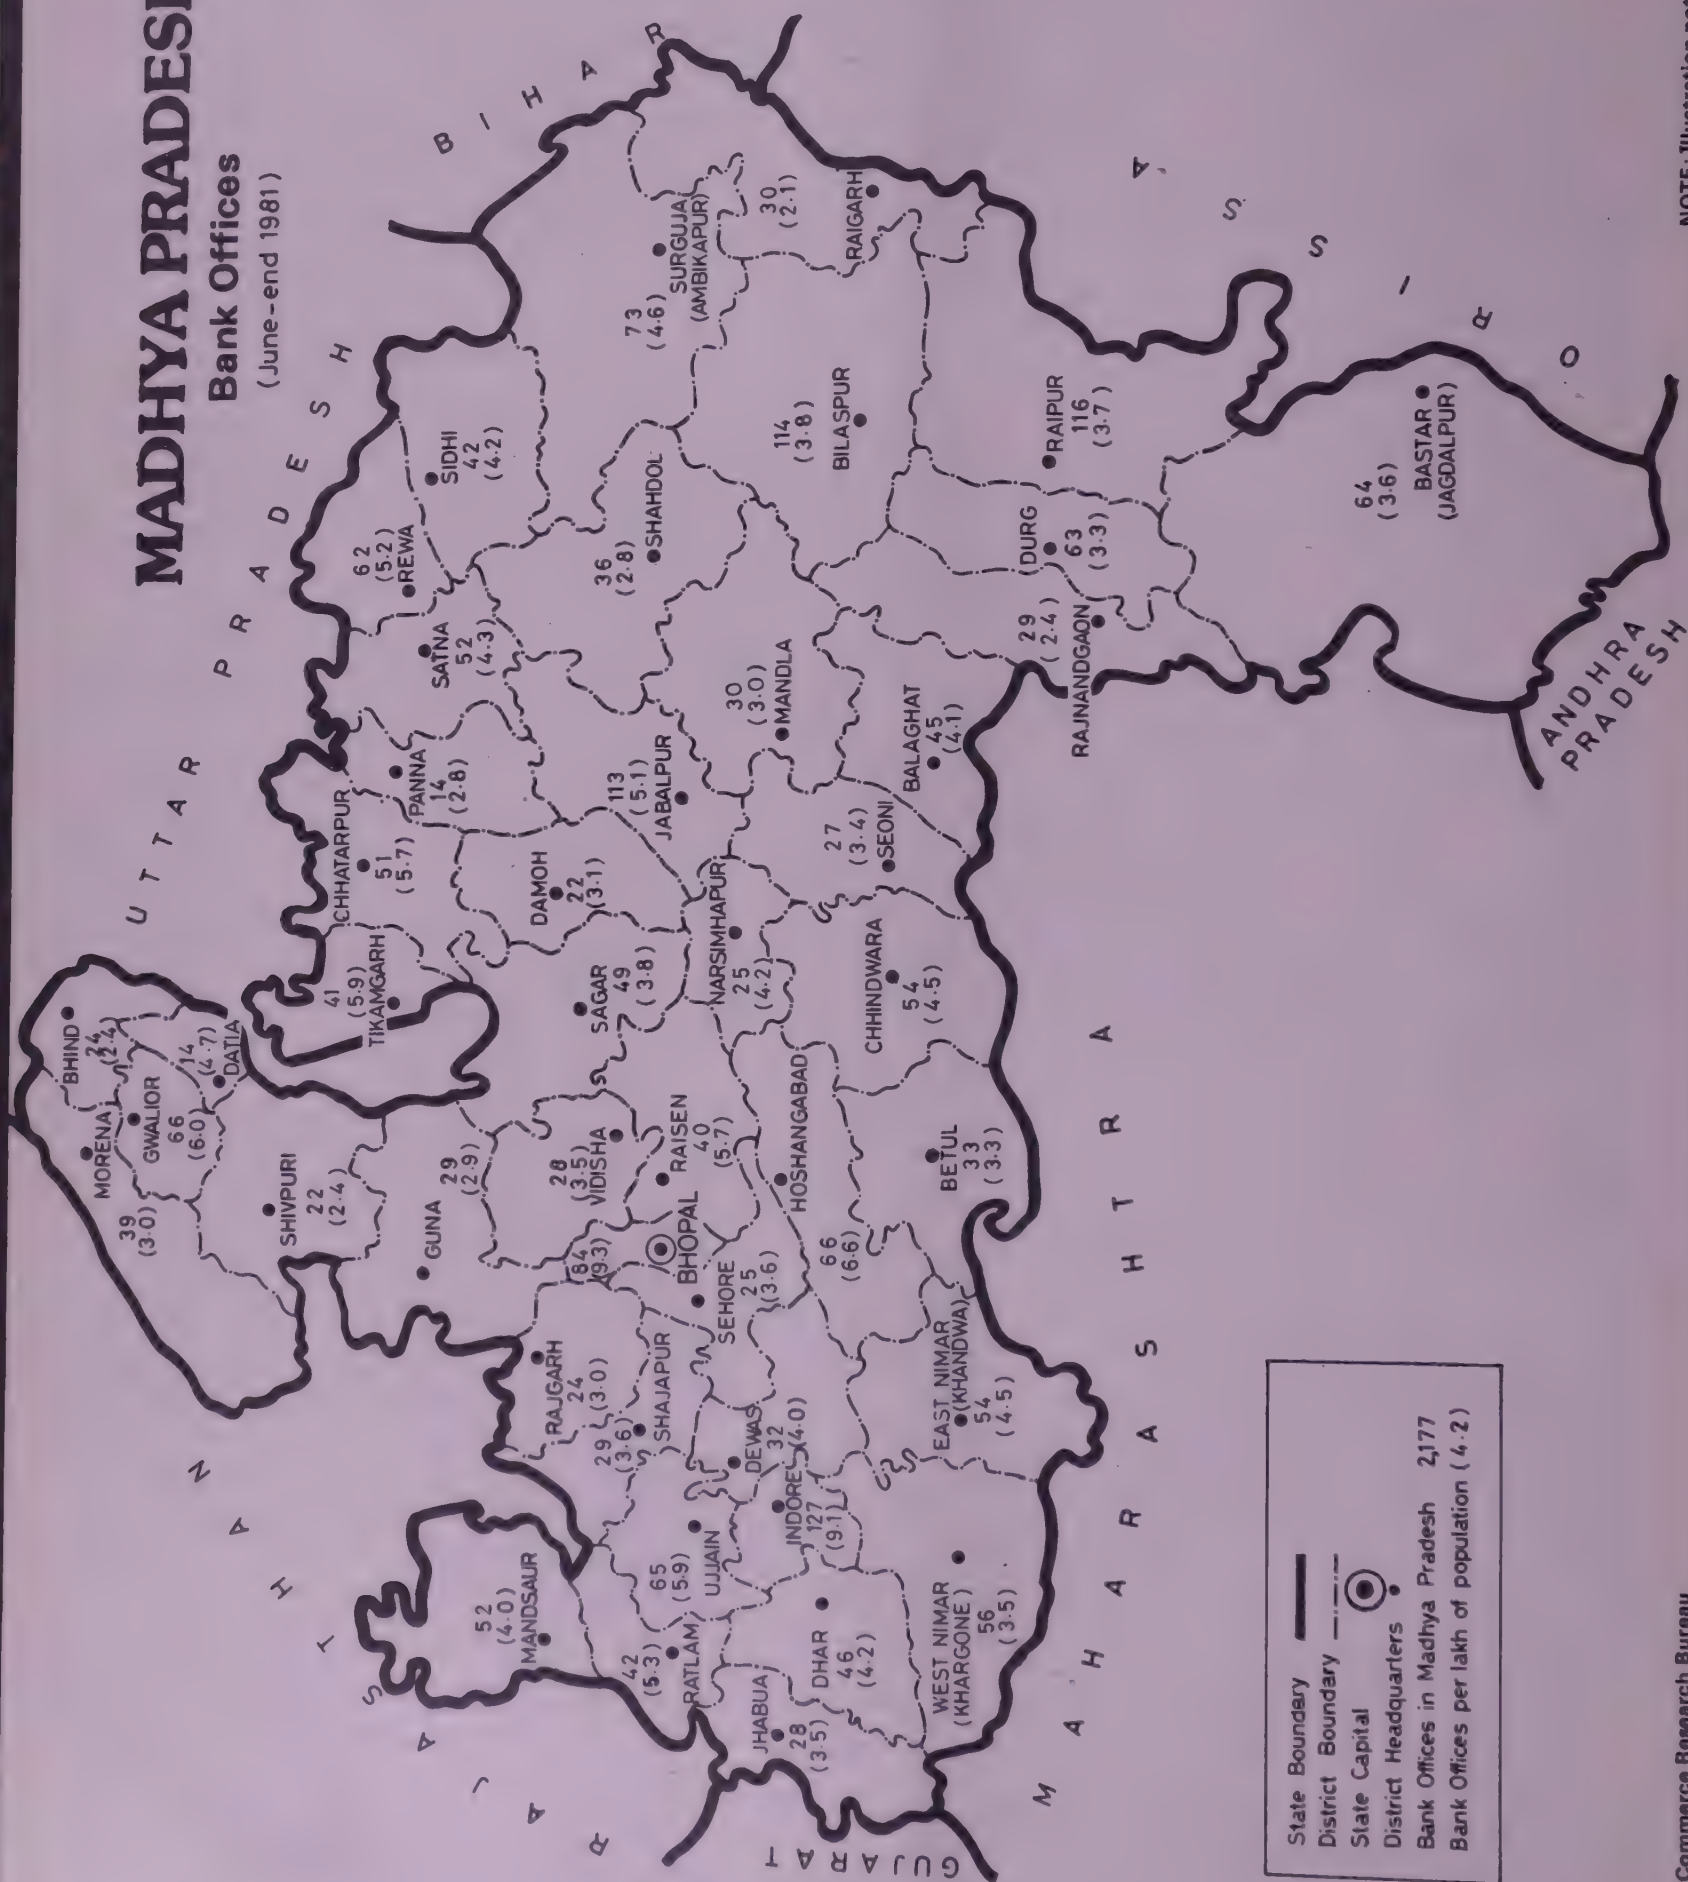 MADHYA PRADESH
Bank Offices
(June-end 1981)
UTTAR PRADESH
BIHAR
ORISSA
ANDHRA
PRADESH
MAHARASHTRA
GUJARAT
RAJASTHAN
BHIND
24
(2.4)
MORENA
39
(3.0)
GWALIOR
66
(6.0)
14
(4.7)
DATIA
SHIVPURI
22
(2.4)
GUNA
29
(2.9)
41
(5.9)
TIKAMGARH
CHHATARPUR
51
(5.7)
PANNA
14
(2.8)
SATNA
52
(4.3)
62
(5.2)
REWA
SIDHI
42
(4.2)
36
(2.8)
SHAHDOL
73
(4.6)
SURGUJA
(AMBIKAPUR)
30
(2.1)
RAIGARH
114
(3.8)
BILASPUR
RAIPUR
116
(3.7)
DURG
63
(3.3)
29
(2.4)
RAJNANDGAON
64
(3.6)
BASTAR
(JAGDALPUR)
BALAGHAT
45
(4.1)
30
(3.0)
MANDLA
113
(5.1)
JABALPUR
27
(3.4)
SEONI
DAMOH
22
(3.1)
SAGAR
49
(3.8)
NARSIMHAPUR
25
(4.2)
CHHINDWARA
54
(4.5)
28
(3.5)
VIDISHA
RAISEN
40
(5.7)
84
(9.3)
BHOPAL
SEHORE
25
(3.6)
HOSHANGABAD
66
(6.6)
BETUL
33
(3.3)
RAJGARH
24
(3.0)
29
(3.6)
SHAJAPUR
DEWAS
32
(4.0)
INDORE
127
(9.1)
EAST NIMAR
(KHANDWA)
54
(4.5)
52
(4.0)
MANDSAUR
42
(5.3)
RATLAM
65
(5.9)
UJJAIN
JHABUA
28
(3.5)
DHAR
46
(4.2)
WEST NIMAR
(KHARGONE)
56
(3.5)
State Boundary
District Boundary
State Capital
District Headquarters
Bank Offices in Madhya Pradesh 2,177
Bank Offices per lakh of population (4.2)
Commerce Research Bureau
NOTE: Illustration not